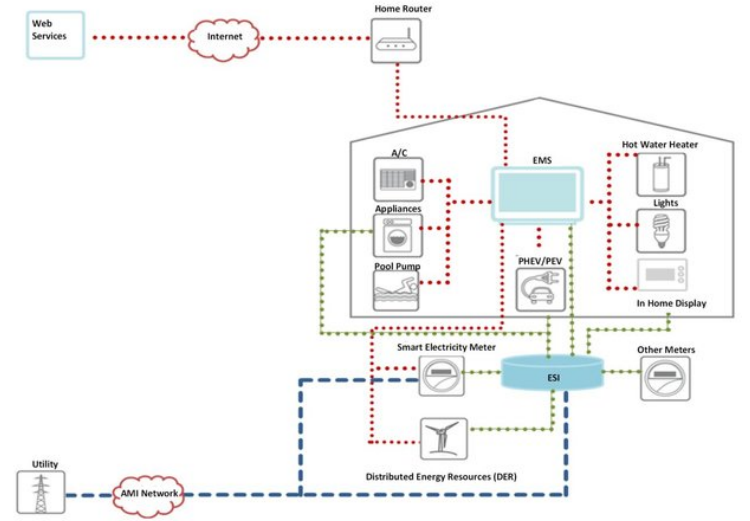 Home Router
Web
Services
Internet
A/C
EMS
Hot Water Heater
Appliances
Lights
Pool Pump
PHEV/PEV
In Home Display
Smart Electricity Meter
Other Meters
ESI
Distributed Energy Resources (DER)
Utility
AMI Network